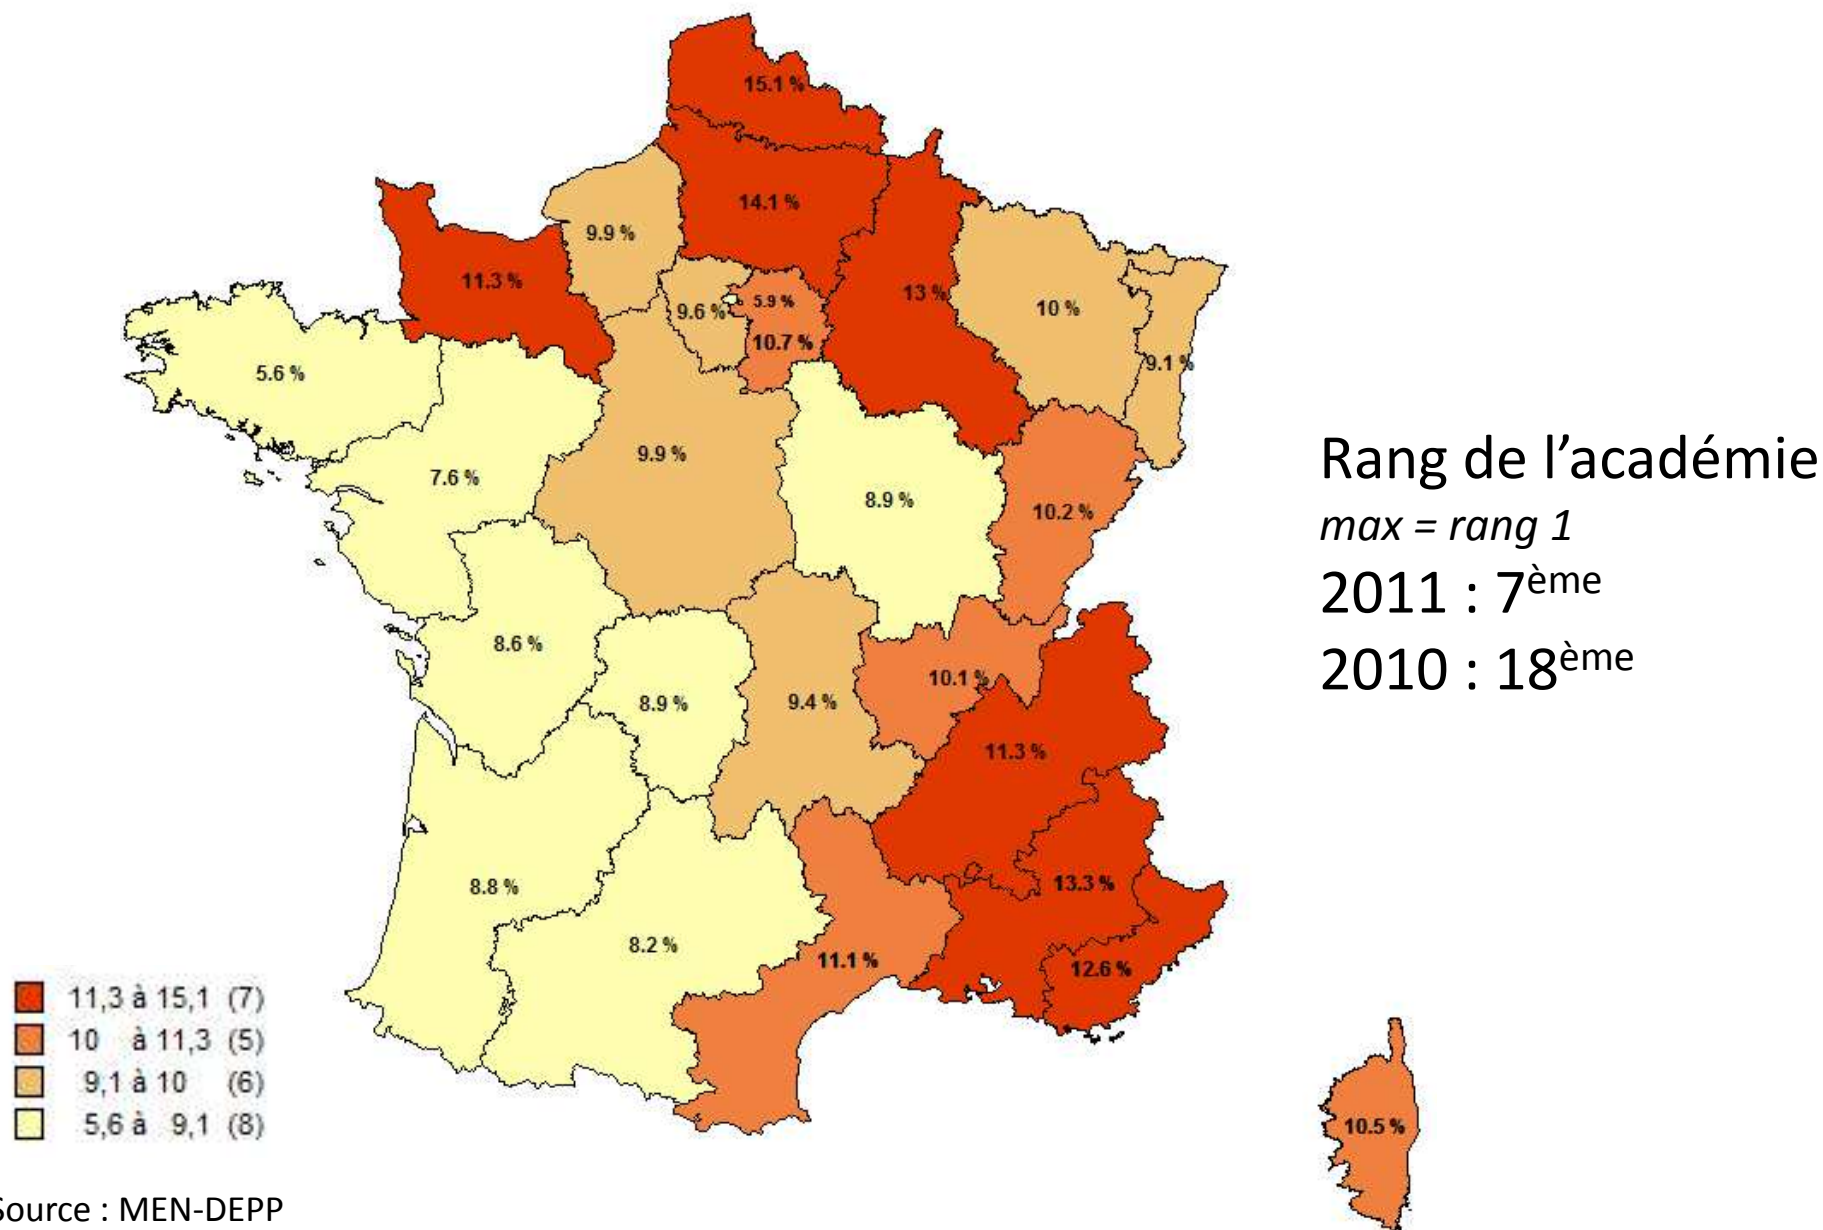 15.1 %
14.1 %
9.9 %
11.3 %
13 %
9.6 %
5.9 %
10.7 %
10 %
9.1 %
5.6 %
7.6 %
9.9 %
8.9 %
10.2 %
8.6 %
8.9 %
9.4 %
10.1 %
11.3 %
8.8 %
8.2 %
11.1 %
13.3 %
12.6 %
10.5 %
Rang de l’académie
max = rang 1
2011 : 7ème
2010 : 18ème
11,3 à 15,1 (7)
10 à 11,3 (5)
9,1 à 10 (6)
5,6 à 9,1 (8)
Source : MEN-DEPP